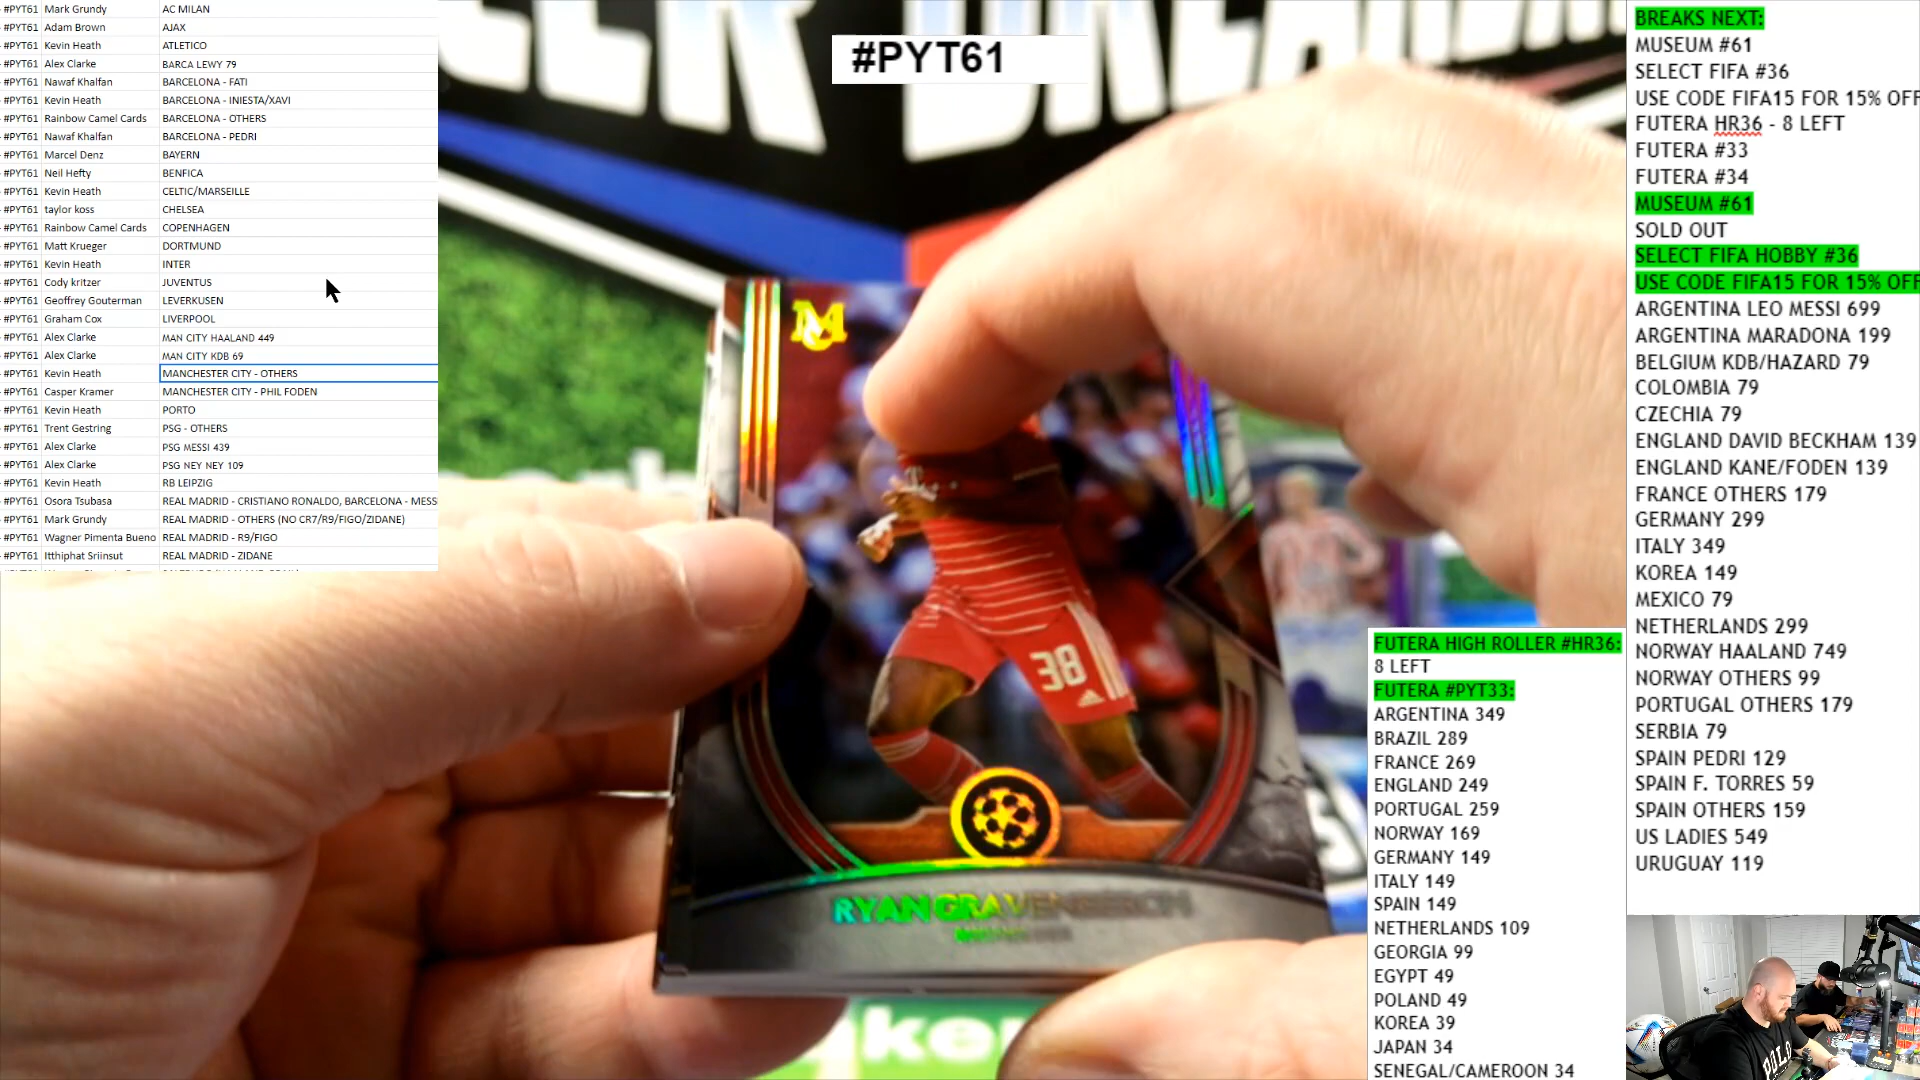 #PYT61 Mark Grundy AC MILAN
#PYT61 Adam Brown AJAX
#PYT61 Kevin Heath ATLETICO
#PYT61 Alex Clarke BARCA LEWY 79
#PYT61 Nawaf Khalfan BARCELONA - FATI
#PYT61 Kevin Heath BARCELONA - INIESTA/XAVI
#PYT61 Rainbow Camel Cards BARCELONA - OTHERS
#PYT61 Nawaf Khalfan BARCELONA - PEDRI
#PYT61 Marcel Denz BAYERN
#PYT61 Neil Hefty BENFICA
#PYT61 Kevin Heath CELTIC/MARSEILLE
#PYT61 taylor koss CHELSEA
#PYT61 Rainbow Camel Cards COPENHAGEN
#PYT61 Matt Krueger DORTMUND
#PYT61 Kevin Heath INTER
#PYT61 Cody kritzer JUVENTUS
#PYT61 Geoffrey Gouterman LEVERKUSEN
#PYT61 Graham Cox LIVERPOOL
#PYT61 Alex Clarke MAN CITY HAALAND 449
#PYT61 Alex Clarke MAN CITY KDB 69
#PYT61 Kevin Heath MANCHESTER CITY - OTHERS
#PYT61 Casper Kramer MANCHESTER CITY - PHIL FODEN
#PYT61 Kevin Heath PORTO
#PYT61 Trent Gestring PSG - OTHERS
#PYT61 Alex Clarke PSG MESSI 439
#PYT61 Alex Clarke PSG NEY NEY 109
#PYT61 Kevin Heath RB LEIPZIG
#PYT61 Osora Tsubasa REAL MADRID - CRISTIANO RONALDO, BARCELONA - MESS
#PYT61 Mark Grundy REAL MADRID - OTHERS (NO CR7/R9/FIGO/ZIDANE)
#PYT61 Wagner Pimenta Bueno REAL MADRID - R9/FIGO
#PYT61 Itthiphat Sriinsut REAL MADRID - ZIDANE
#PYT61
MC
38
RYAN GRAVENBERCH
BREAKS NEXT:
MUSEUM #61
SELECT FIFA #36
USE CODE FIFA15 FOR 15% OFF
FUTERA HR36 - 8 LEFT
FUTERA #33
FUTERA #34
MUSEUM #61
SOLD OUT
SELECT FIFA HOBBY #36
USE CODE FIFA15 FOR 15% OFF
ARGENTINA LEO MESSI 699
ARGENTINA MARADONA 199
BELGIUM KDB/HAZARD 79
COLOMBIA 79
CZECHIA 79
ENGLAND DAVID BECKHAM 139
ENGLAND KANE/FODEN 139
FRANCE OTHERS 179
GERMANY 299
ITALY 349
KOREA 149
MEXICO 79
NETHERLANDS 299
NORWAY HAALAND 749
NORWAY OTHERS 99
PORTUGAL OTHERS 179
SERBIA 79
SPAIN PEDRI 129
SPAIN F. TORRES 59
SPAIN OTHERS 159
US LADIES 549
URUGUAY 119
FUTERA HIGH ROLLER #HR36:
8 LEFT
FUTERA #PYT33:
ARGENTINA 349
BRAZIL 289
FRANCE 269
ENGLAND 249
PORTUGAL 259
NORWAY 169
GERMANY 149
ITALY 149
SPAIN 149
NETHERLANDS 109
GEORGIA 99
EGYPT 49
POLAND 49
KOREA 39
JAPAN 34
SENEGAL/CAMEROON 34
POLO